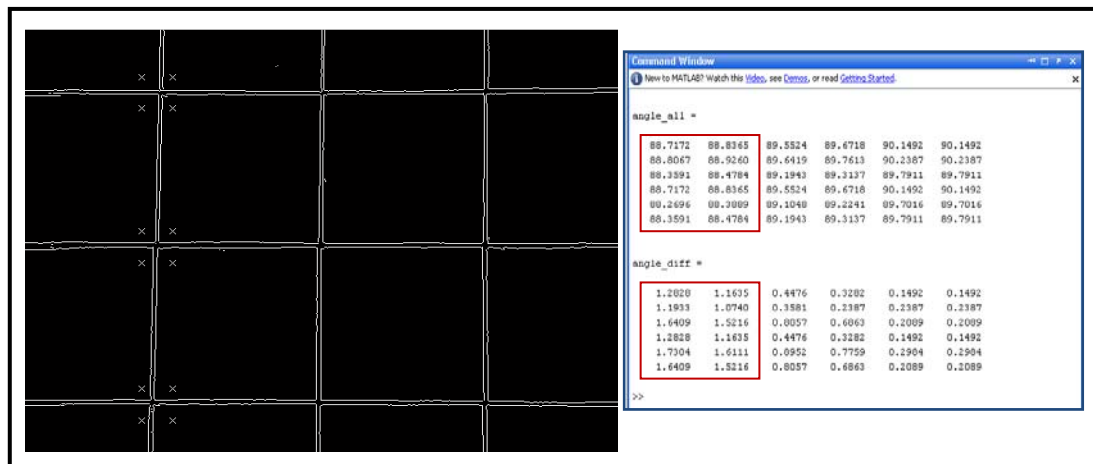 Command Window
New to MATLAB? Watch this Video, see Demos, or read Getting Started.
angle_all =
88.7172 88.8365 89.5524 89.6718 90.1492 90.1492
88.8067 88.9260 89.6419 89.7613 90.2387 90.2387
88.3591 88.4784 89.1943 89.3137 89.7911 89.7911
88.7172 88.8365 89.5524 89.6718 90.1492 90.1492
88.2696 88.3889 89.1048 89.2241 89.7016 89.7016
88.3591 88.4784 89.1943 89.3137 89.7911 89.7911
angle_diff =
1.2828 1.1635 0.4476 0.3282 0.1492 0.1492
1.1933 1.0740 0.3581 0.2387 0.2387 0.2387
1.6409 1.5216 0.8057 0.6863 0.2089 0.2089
1.2828 1.1635 0.4476 0.3282 0.1492 0.1492
1.7304 1.6111 0.8952 0.7759 0.2984 0.2984
1.6409 1.5216 0.8057 0.6863 0.2089 0.2089
>>